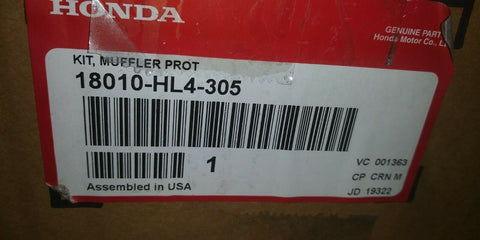 HONDA
GENUINE PART
Honda Motor Co., L
KIT, MUFFLER PROT
18010-HL4-305
1
VC 001363
CP CRN M
Assembled in USA
JD 19322